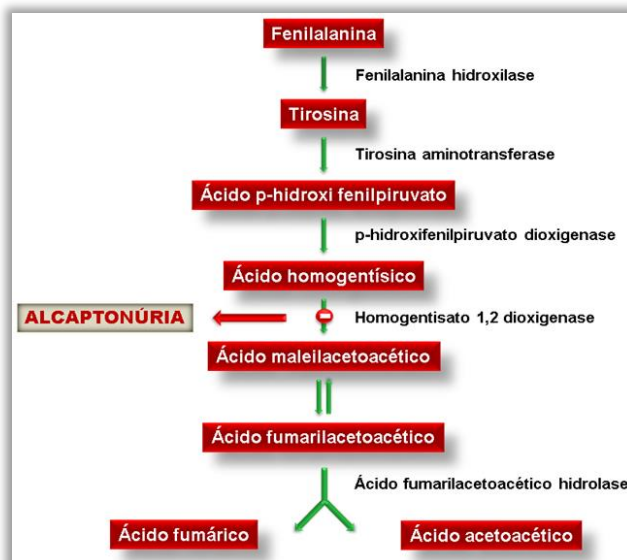 Fenilalanina
Fenilalanina hidroxilase
Tirosina
Tirosina aminotransferase
Ácido p-hidroxi fenilpiruvato
p-hidroxifenilpiruvato dioxigenase
Ácido homogentísico
ALCAPTONÚRIA
Homogentisato 1,2 dioxigenase
Ácido maleilacetoacético
Ácido fumarilacetoacético
Ácido fumarilacetoacético hidrolase
Ácido fumárico
Ácido acetoacético